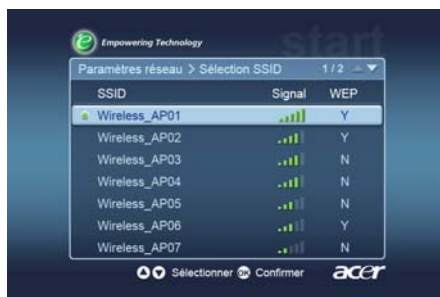 e Empowering Technology
start
Paramètres réseau > Sélection SSID 1/2
SSID Signal WEP
Wireless_AP01 Y
Wireless_AP02 Y
Wireless_AP03 N
Wireless_AP04 N
Wireless_AP05 N
Wireless_AP06 Y
Wireless_AP07 N
Sélectionner OK Confirmer acer